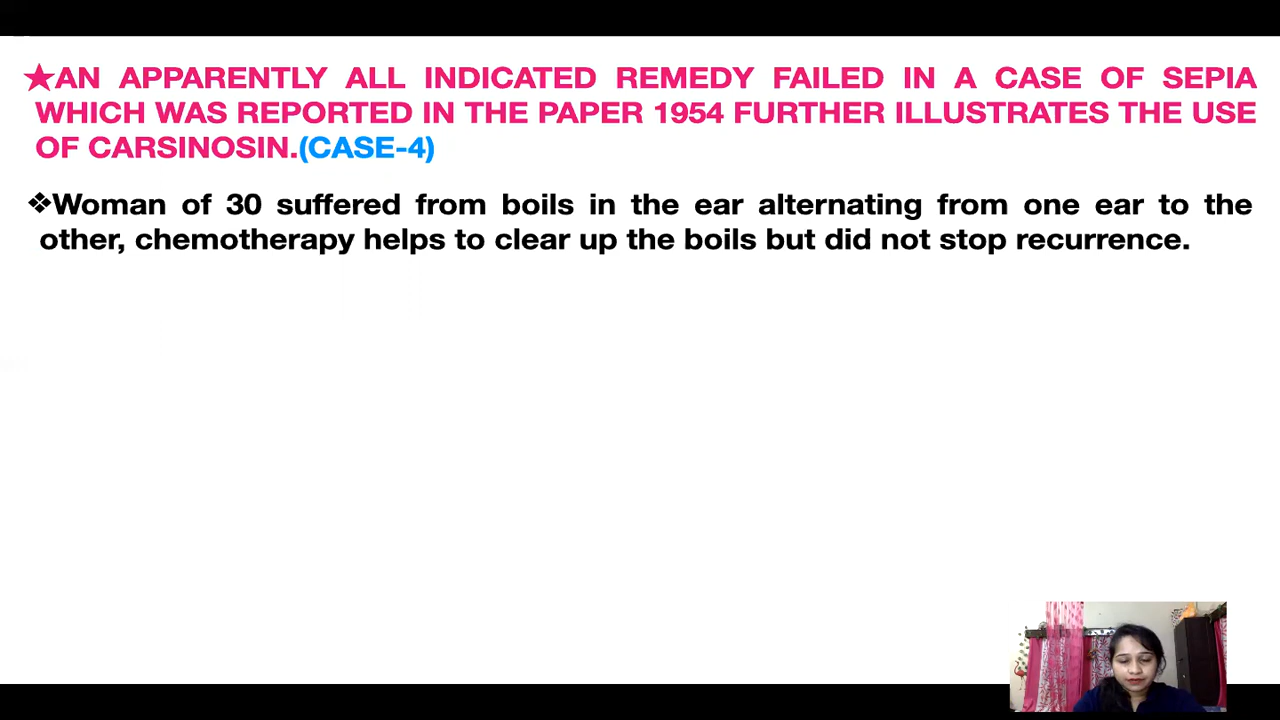 ★AN APPARENTLY ALL INDICATED REMEDY FAILED IN A CASE OF SEPIA
WHICH WAS REPORTED IN THE PAPER 1954 FURTHER ILLUSTRATES THE USE
OF CARSINOSIN.(CASE-4)
❖Woman of 30 suffered from boils in the ear alternating from one ear to the
other, chemotherapy helps to clear up the boils but did not stop recurrence.